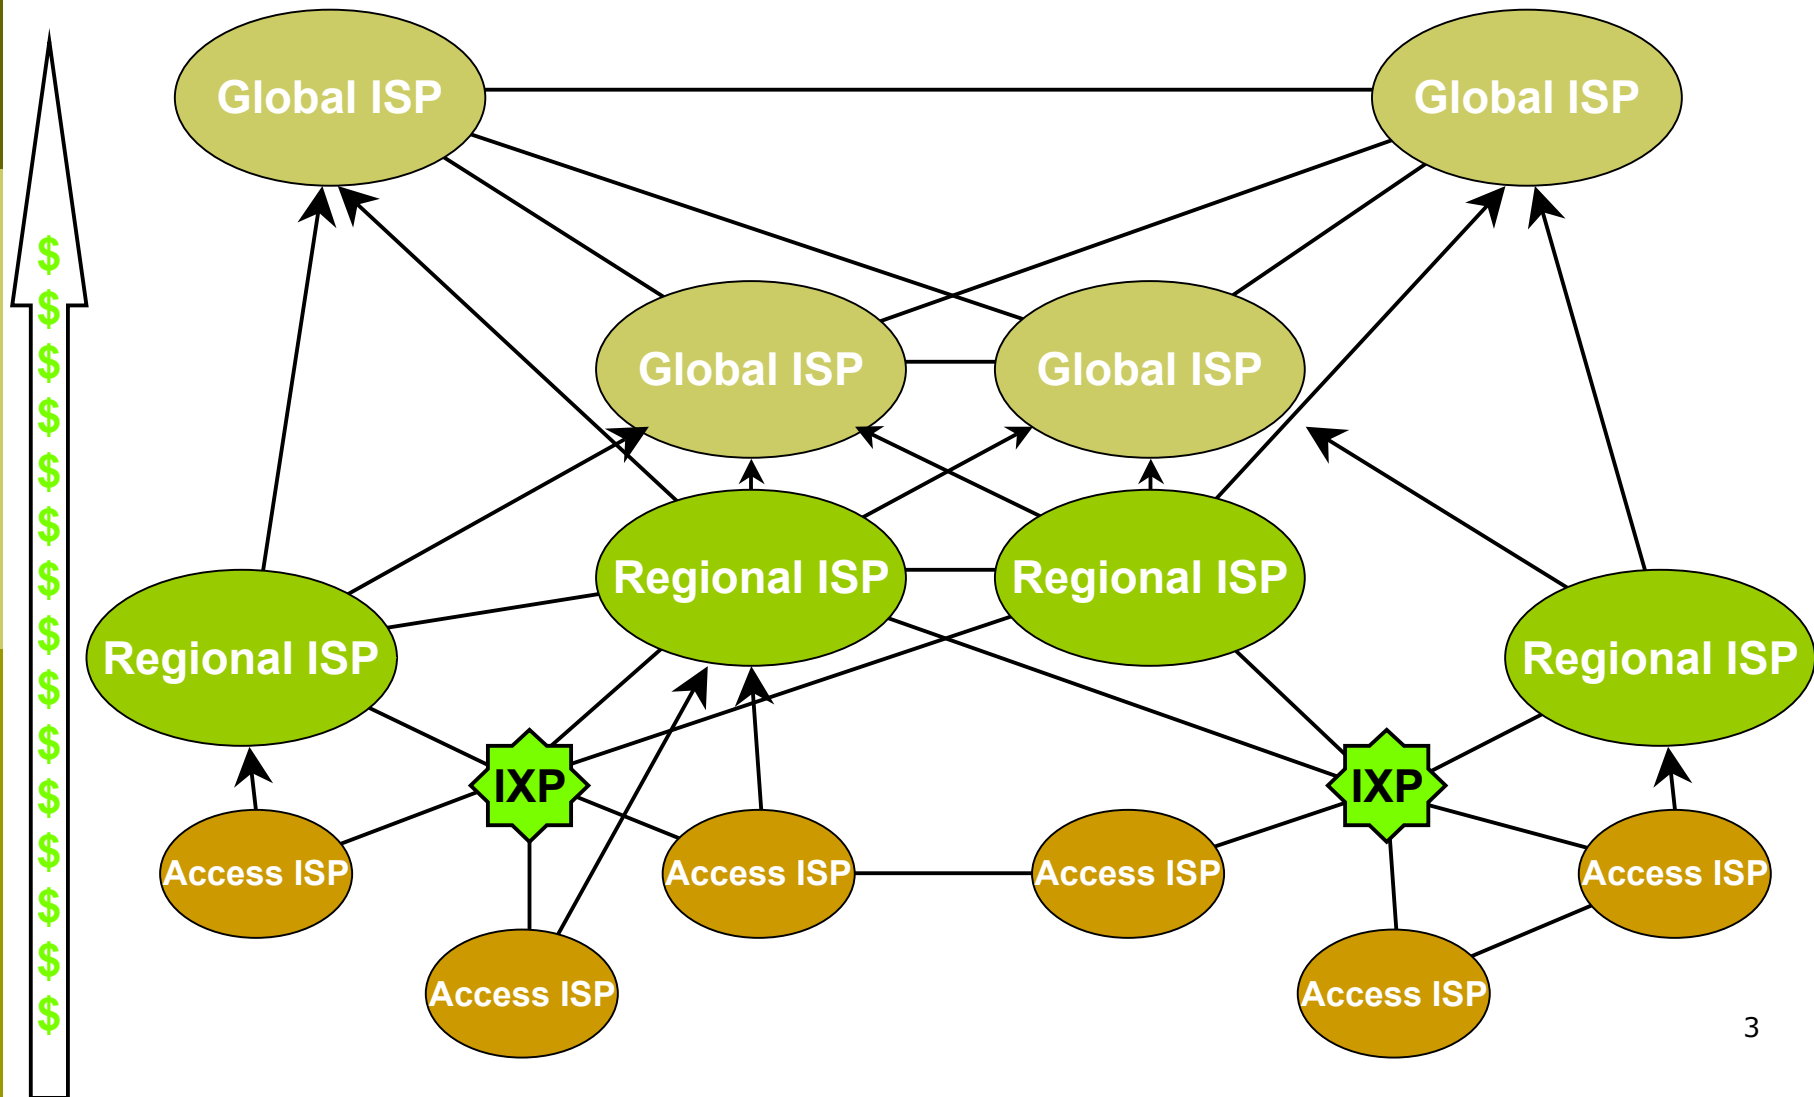 Global ISP
Global ISP
$
$
$
Global ISP
Global ISP
$
$
$
$
Regional ISP
Regional ISP
$
Regional ISP
Regional ISP
$
$
IXP
IXP
$
$
Access ISP
Access ISP
Access ISP
Access ISP
$
$
Access ISP
Access ISP
$
3